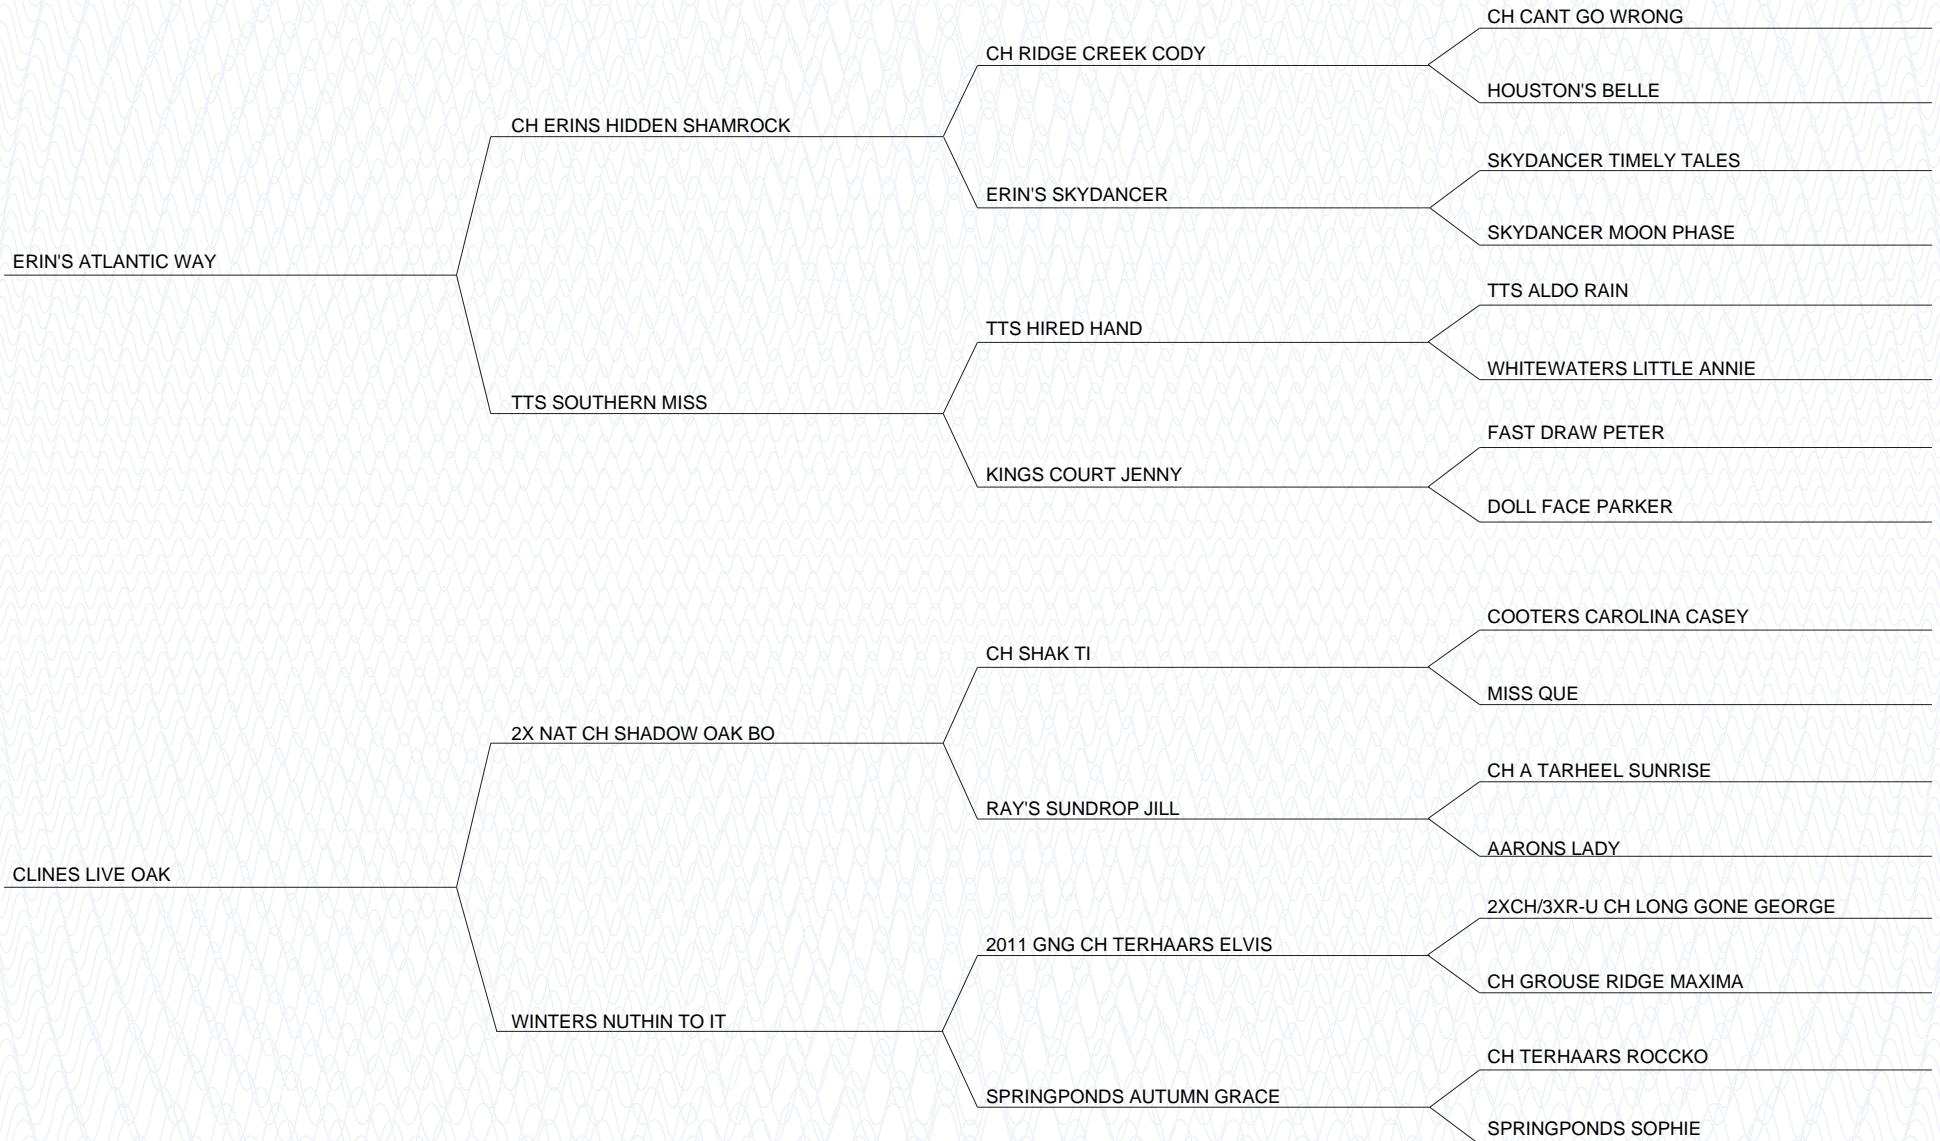 CH CANT GO WRONG
CH RIDGE CREEK CODY
HOUSTON'S BELLE
CH ERINS HIDDEN SHAMROCK
SKYDANCER TIMELY TALES
ERIN'S SKYDANCER
SKYDANCER MOON PHASE
ERIN'S ATLANTIC WAY
TTS ALDO RAIN
TTS HIRED HAND
WHITEWATERS LITTLE ANNIE
TTS SOUTHERN MISS
FAST DRAW PETER
KINGS COURT JENNY
DOLL FACE PARKER
COOTERS CAROLINA CASEY
CH SHAK TI
MISS QUE
2X NAT CH SHADOW OAK BO
CH A TARHEEL SUNRISE
RAY'S SUNDROP JILL
AARONS LADY
CLINES LIVE OAK
2XCH/3XR-U CH LONG GONE GEORGE
2011 GNG CH TERHAARS ELVIS
CH GROUSE RIDGE MAXIMA
WINTERS NUTHIN TO IT
CH TERHAARS ROCCKO
SPRINGPONDS AUTUMN GRACE
SPRINGPONDS SOPHIE